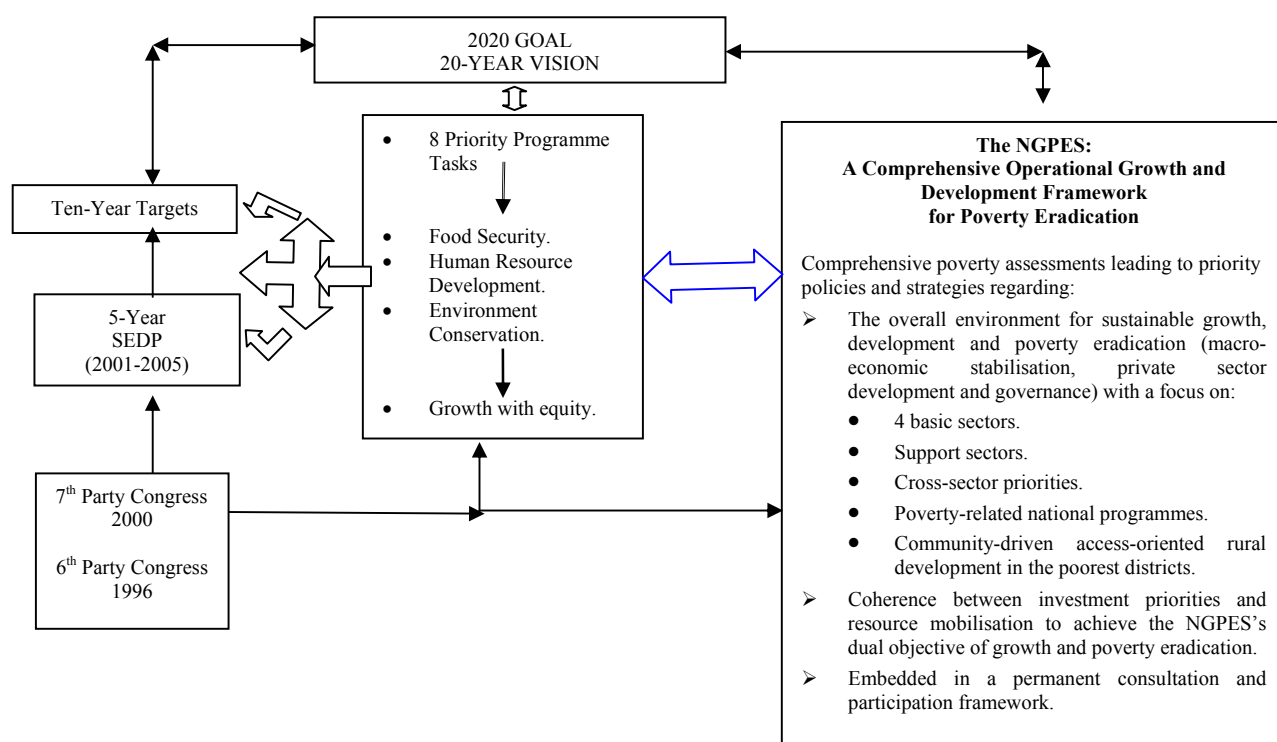 2020 GOAL
20-YEAR VISION
Ten-Year Targets
5-Year
SEDP
(2001-2005)
7th Party Congress
2000
6th Party Congress
1996
• 8 Priority Programme
Tasks
• Food Security.
• Human Resource
Development.
• Environment
Conservation.
• Growth with equity.
The NGPES:
A Comprehensive Operational Growth and
Development Framework
for Poverty Eradication
Comprehensive poverty assessments leading to priority
policies and strategies regarding:
➢ The overall environment for sustainable growth,
development and poverty eradication (macro-
economic stabilisation, private sector
development and governance) with a focus on:
● 4 basic sectors.
● Support sectors.
● Cross-sector priorities.
● Poverty-related national programmes.
● Community-driven access-oriented rural
development in the poorest districts.
➢ Coherence between investment priorities and
resource mobilisation to achieve the NGPES's
dual objective of growth and poverty eradication.
➢ Embedded in a permanent consultation and
participation framework.